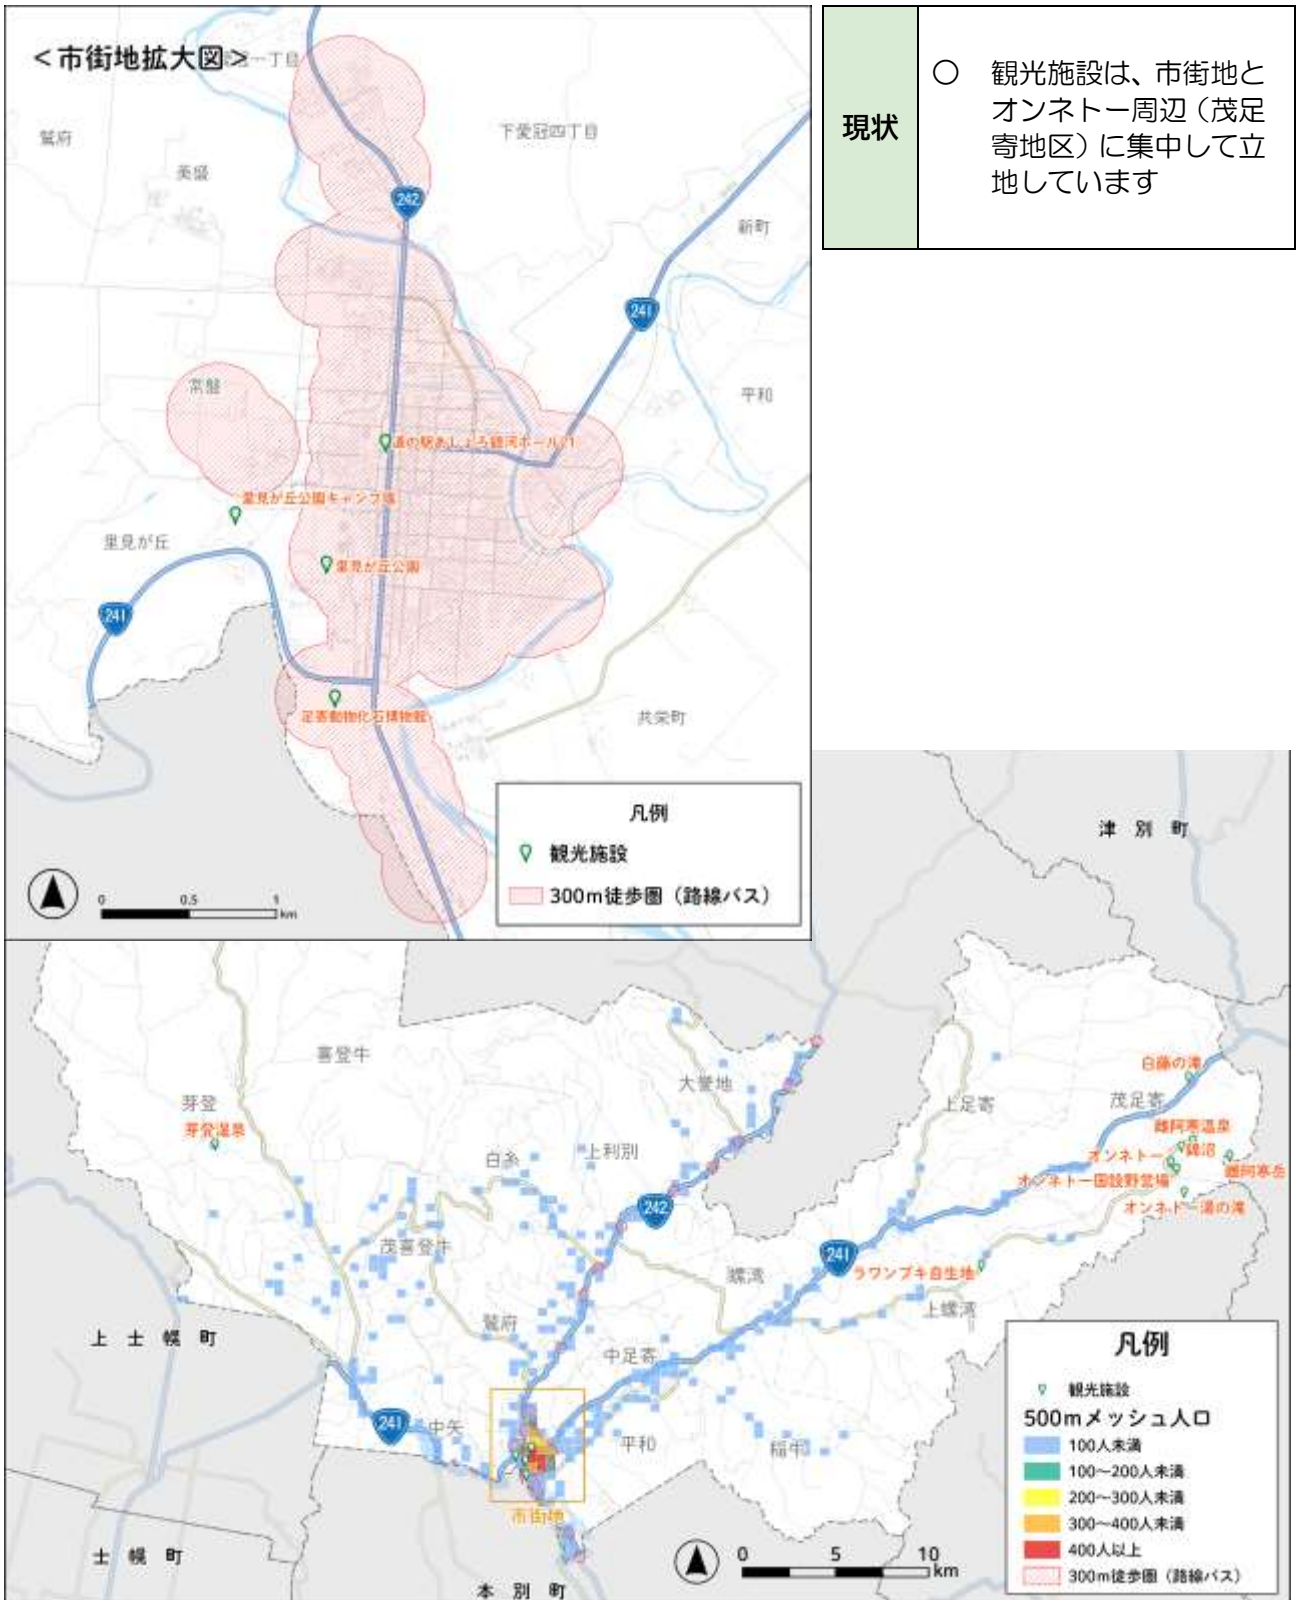 <市街地拡大図>
一丁目
鷲府
美盛
下愛冠四丁目
242
新町
241
常盤
平和
道の駅あしょろ銀河ホール21
里見が丘公園キャンプ場
里見が丘
里見が丘公園
241
足寄動物化石博物館
共栄町
凡例
観光施設
300m徒歩圏（路線バス）
0 0.5 1
km
現状
○ 観光施設は、市街地と
オンネトー周辺（茂足
寄地区）に集中して立
地しています
津別町
喜登牛
芽登
芽登温泉
大誉地
白糸
上利別
上足寄
白藤の滝
茂足寄
雌阿寒温泉
オンネトー
錦沼
雌阿寒岳
オンネトー国設野営場
オンネトー湯の滝
242
茂喜登牛
241
螺湾
ラワンブキ自生地
上螺湾
鷲府
中足寄
上士幌町
241
中矢
平和
稲牛
市街地
士幌町
本別町
0 5 10
km
凡例
観光施設
500mメッシュ人口
100人未満
100～200人未満
200～300人未満
300～400人未満
400人以上
300m徒歩圏（路線バス）